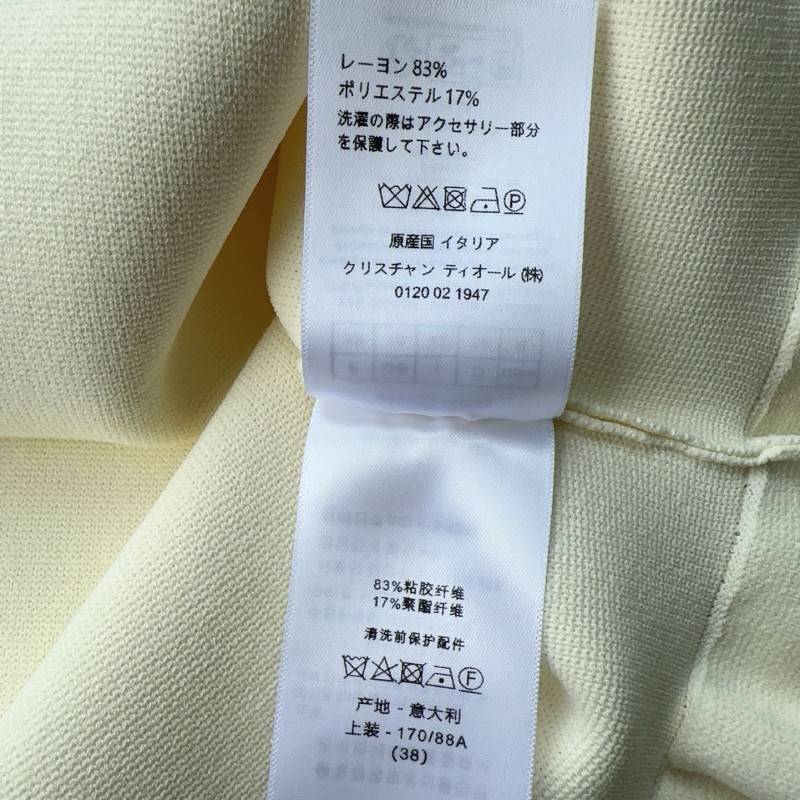 レーヨン 83%
ポリエステル 17%
洗濯の際はアクセサリー部分
を保護して下さい。
P
原産国 イタリア
クリスチャン ティオール (株)
0120 02 1947
83%粘胶纤维
17%聚酯纤维
清洗前保护配件
F
产地 - 意大利
上装 - 170/88A
(38)